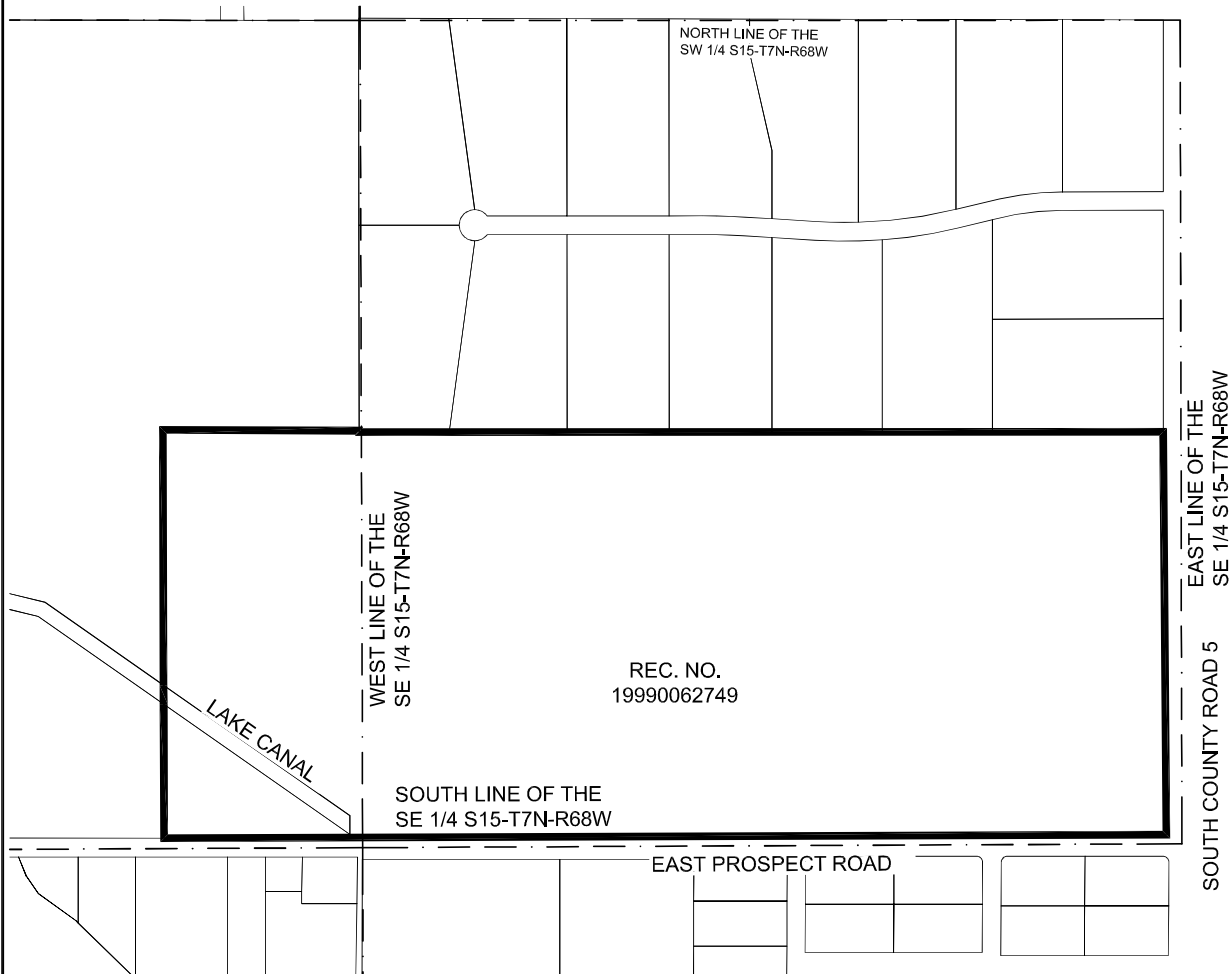 NORTH LINE OF THE
SW 1/4 S15-T7N-R68W
EAST LINE OF THE
SE 1/4 S15-T7N-R68W
WEST LINE OF THE
SE 1/4 S15-T7N-R68W
REC. NO.
19990062749
LAKE CANAL
SOUTH LINE OF THE
SE 1/4 S15-T7N-R68W
SOUTH COUNTY ROAD 5
EAST PROSPECT ROAD